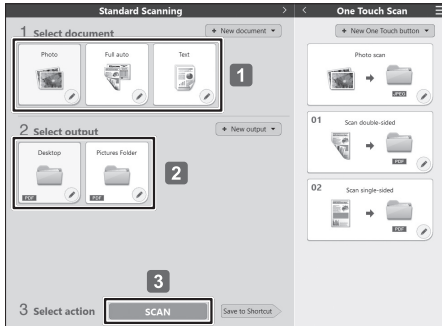 Standard Scanning >
1 Select document
+ New document
Photo
Full auto
Text
1
2 Select output
+ New output
Desktop
Pictures Folder
PDF
PDF
2
3
3 Select action
SCAN
Save to Shortcut
< One Touch Scan
+ New One Touch button
Photo scan
JPEG
01 Scan double-sided
PDF
02 Scan single-sided
PDF